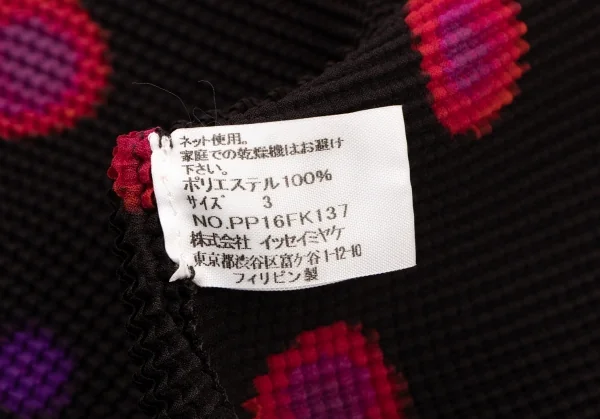 ネット使用。
家庭での乾燥機はお避け
下さい。
ポリエステル100%
サイズ 3
NO.PP16FK137
株式会社 イッセイミヤケ
東京都渋谷区富ケ谷1-12-10
フィリピン製